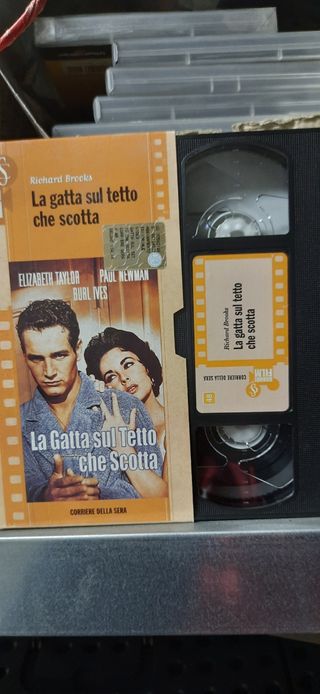 Richard Brooks
La gatta sul tetto
che scotta
ELIZABETH TAYLOR PAUL NEWMAN
BURL IVES
La Gatta sul Tetto
che Scotta
CORRIERE DELLA SERA
Richard Brooks
La gatta sul tetto
che scotta
FILM
CORRIERE DELLA SERA